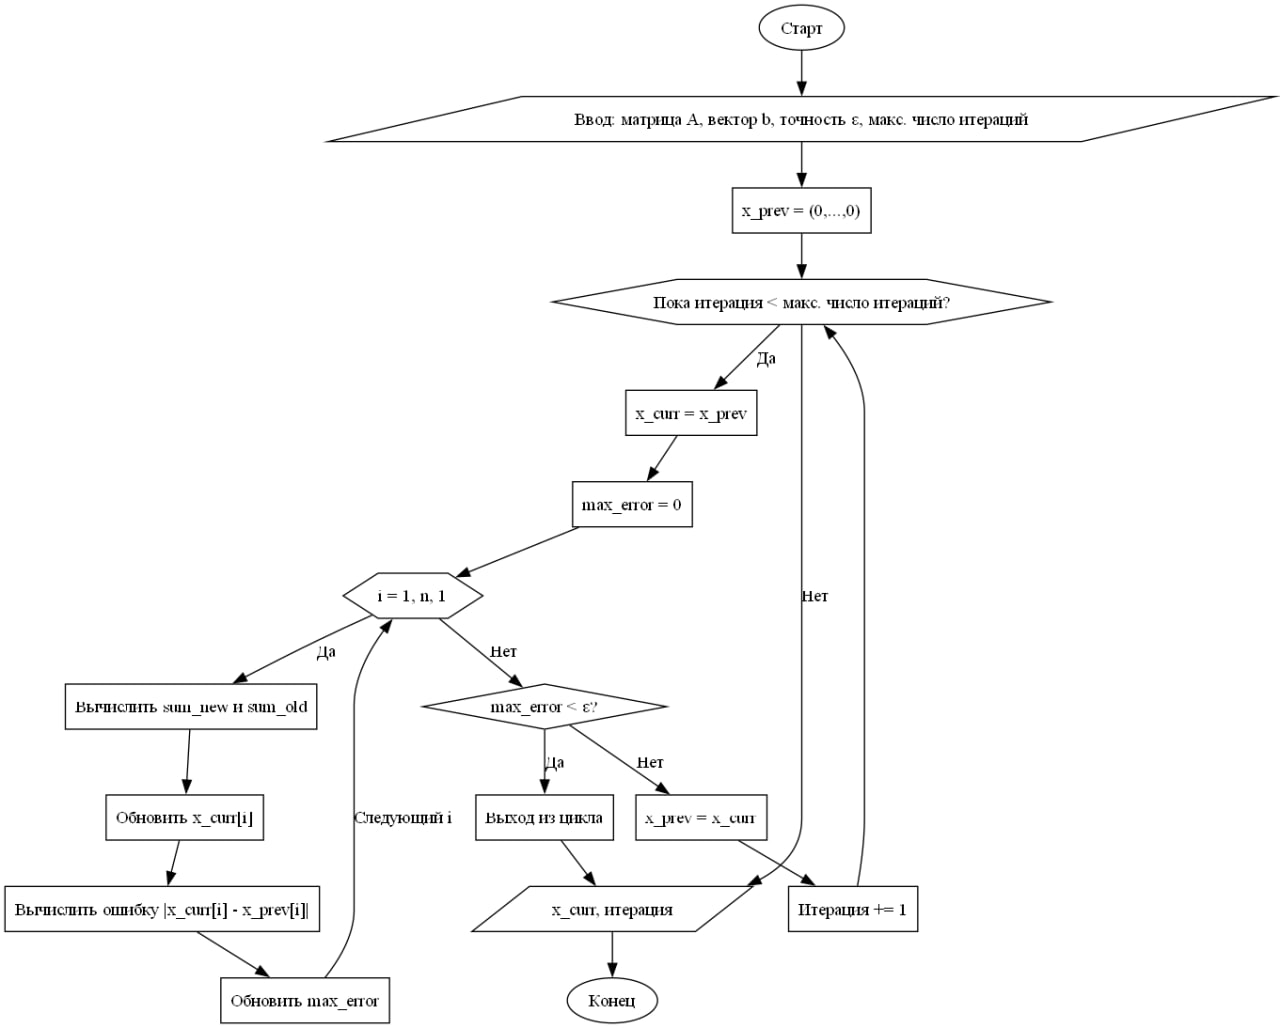 Старт
Ввод: матрица A, вектор b, точность ε, макс. число итераций
x_prev = (0,...,0)
Пока итерация < макс. число итераций?
Да
x_curr = x_prev
max_error = 0
i = 1, n, 1
Нет
Да
Нет
Вычислить sum_new и sum_old
max_error < ε?
Да
Нет
Обновить x_curr[i]
Следующий i
Выход из цикла
x_prev = x_curr
Вычислить ошибку |x_curr[i] - x_prev[i]|
x_curr, итерация
Итерация += 1
Обновить max_error
Конец